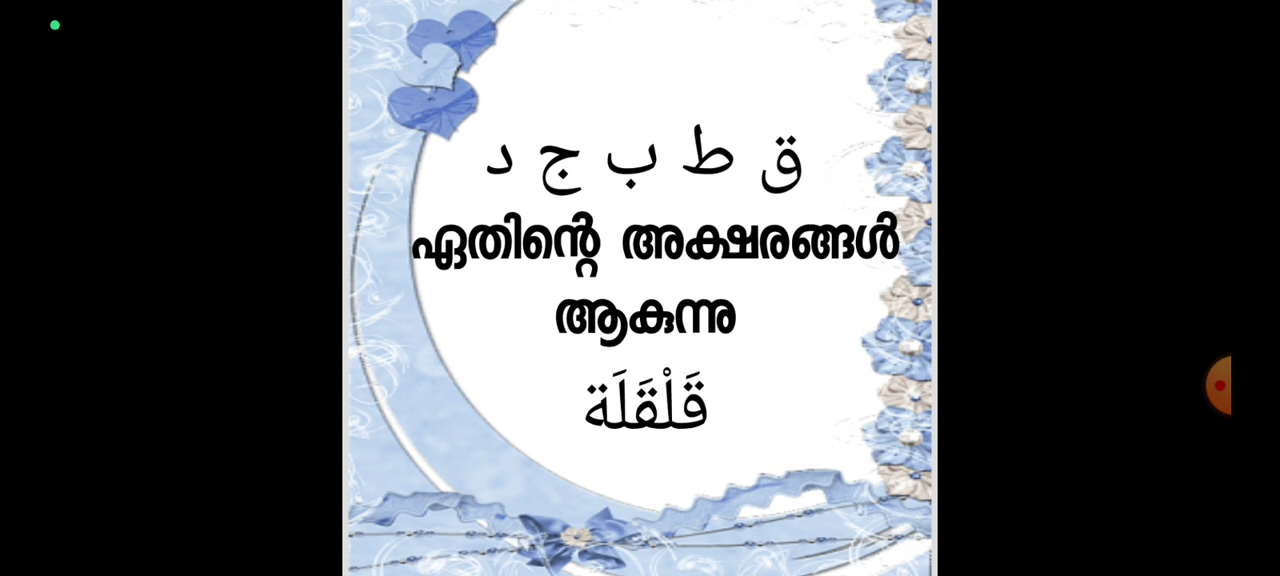 ق ط ب ج د
ഏതിന്റെ അക്ഷരങ്ങൾ
ആകുന്നു
قَلْقَلَة